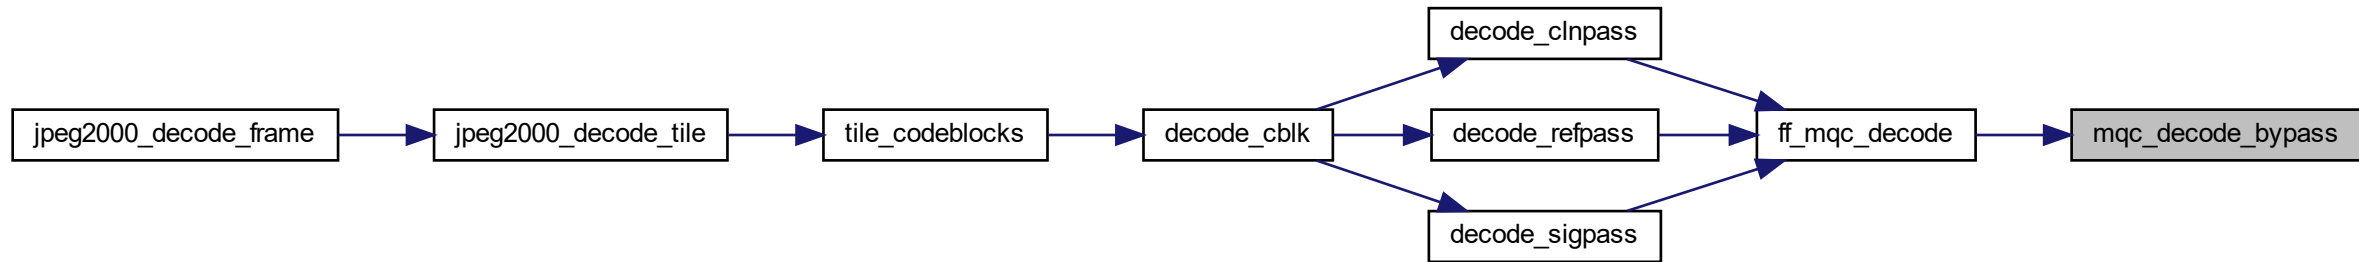 decode_clnpass
jpeg2000_decode_frame
jpeg2000_decode_tile
tile_codeblocks
decode_cblk
decode_refpass
ff_mqc_decode
mqc_decode_bypass
decode_sigpass